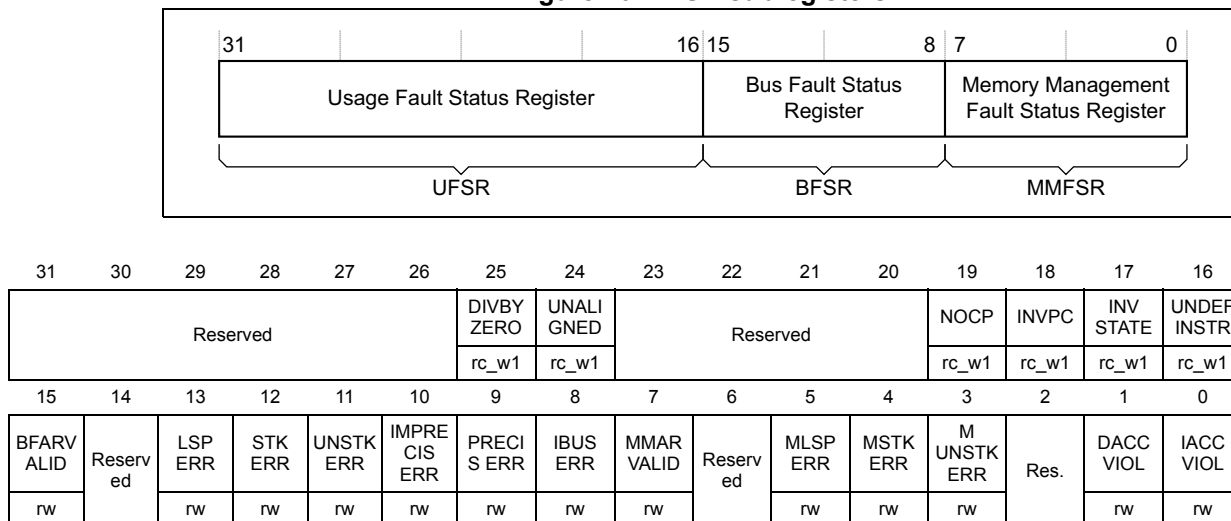 31 16 15 8 7 0
Usage Fault Status Register
Bus Fault Status
Register
Memory Management
Fault Status Register
UFSR BFSR MMFSR
31 30 29 28 27 26 25 24 23 22 21 20 19 18 17 16
Reserved
DIVBY
ZERO
UNALI
GNED
Reserved
NOCP
INVPC
INV
STATE
UNDEF
INSTR
rc_w1 rc_w1 rc_w1 rc_w1 rc_w1 rc_w1
15 14 13 12 11 10 9 8 7 6 5 4 3 2 1 0
BFARV
ALID
Reserv
ed
LSP
ERR
STK
ERR
UNSTK
ERR
IMPRE
CIS
ERR
PRECI
S ERR
IBUS
ERR
MMAR
VALID
Reserv
ed
MLSP
ERR
MSTK
ERR
M
UNSTK
ERR
Res.
DACC
VIOL
IACC
VIOL
rw rw rw rw rw rw rw rw rw rw rw rw rw